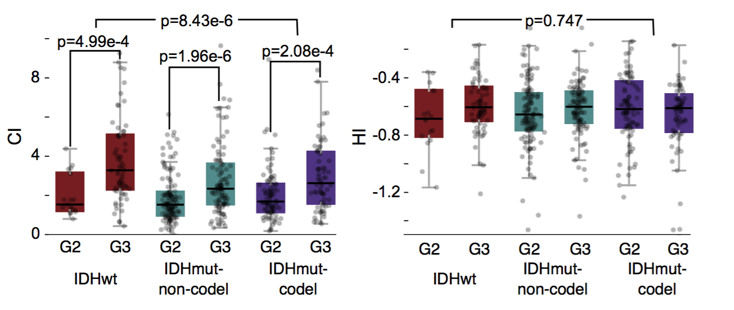 p=8.43e-6
p=4.99e-4
p=1.96e-6
p=2.08e-4
CI
8
4
0
G2 G3 G2 G3 G2 G3
IDHwt
IDHmut-
non-codel
IDHmut-
codel
p=0.747
HI
-0.4
-0.8
-1.2
G2 G3 G2 G3 G2 G3
IDHwt
IDHmut-
non-codel
IDHmut-
codel